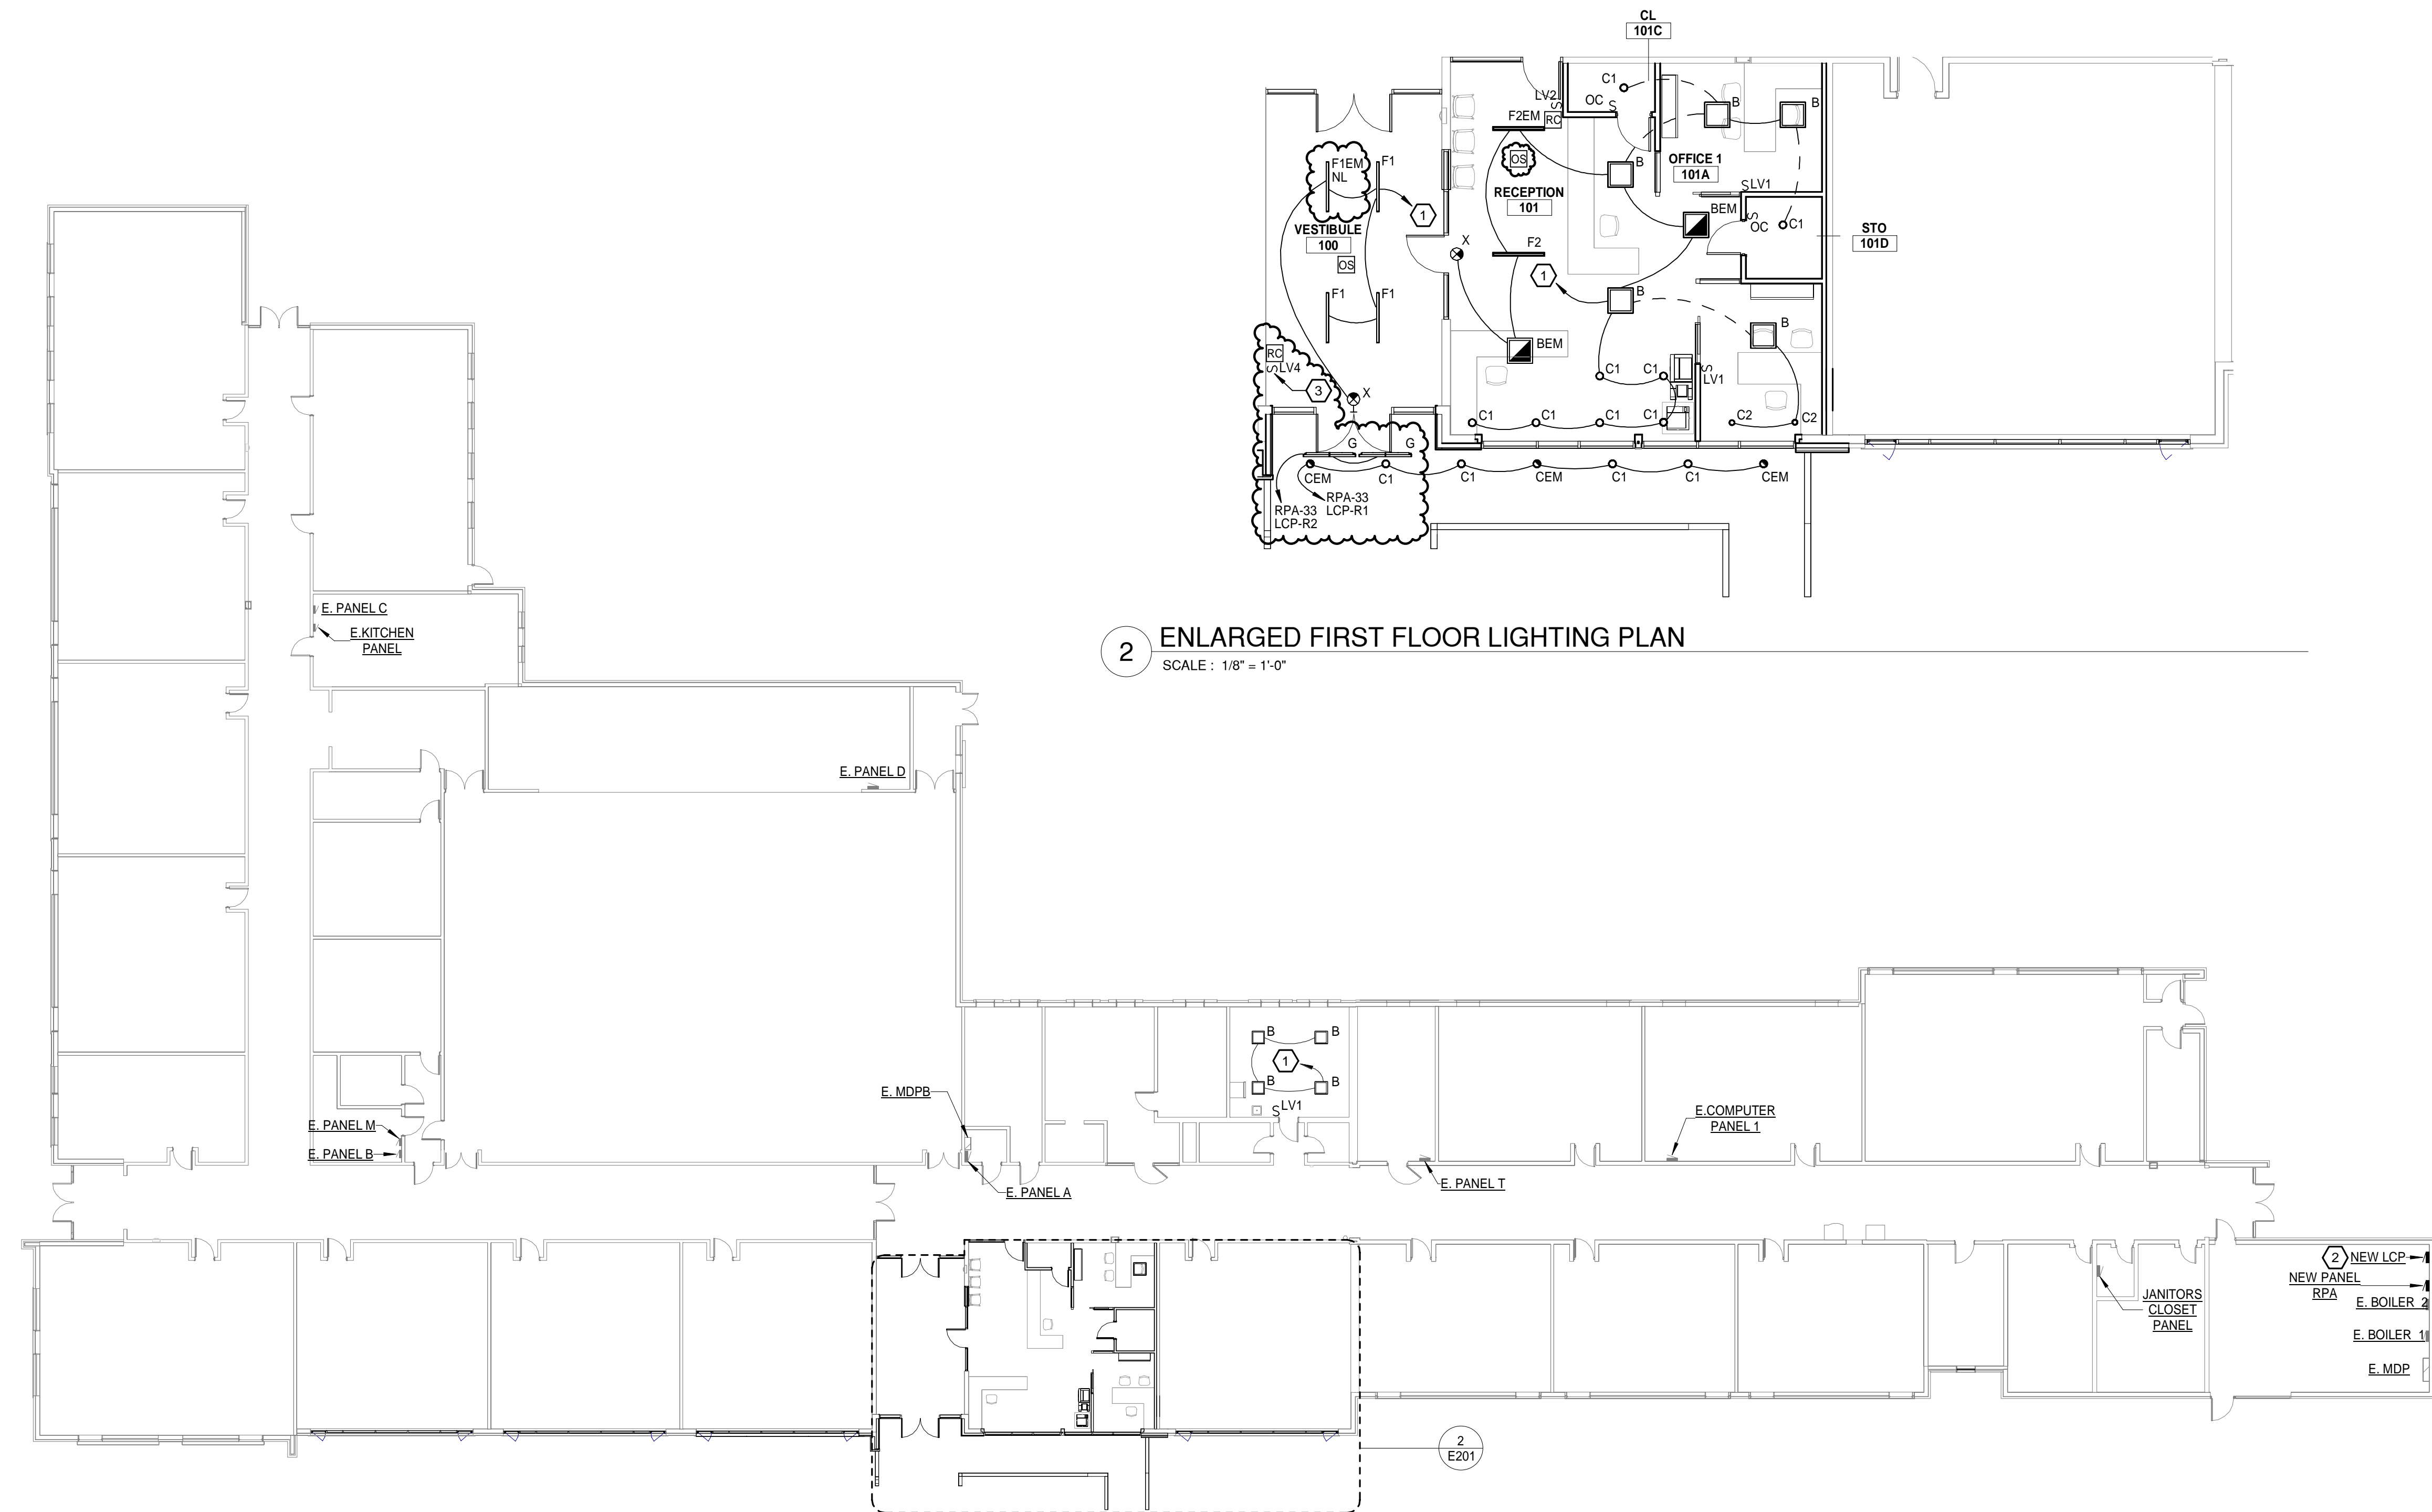 CL
101C
C1
OC
S
LV2
S
RC
F2EM
B
B
OS
B
OFFICE 1
101A
F1EM
NL
F1
1
RECEPTION
101
S
LV1
BEM
S
OC
C1
STO
101D
VESTIBULE
100
OS
X
F2
1
B
B
F1
F1
BEM
RC
S
LV4
3
X
C1
C1
S
LV1
C1
C1
C1
C1
C2
C2
G
G
CEM
C1
C1
CEM
C1
C1
CEM
RPA-33
LCP-R1
RPA-33
LCP-R2
2
ENLARGED FIRST FLOOR LIGHTING PLAN
SCALE : 1/8" = 1'-0"
E. PANEL C
E.KITCHEN
PANEL
E. PANEL D
B
B
1
B
B
S
LV1
E. MDPB
E.COMPUTER
PANEL 1
E. PANEL M
E. PANEL B
E. PANEL A
E. PANEL T
2
NEW LCP
NEW PANEL
RPA
E. BOILER 2
E. BOILER 1
E. MDP
JANITORS
CLOSET
PANEL
2
E201